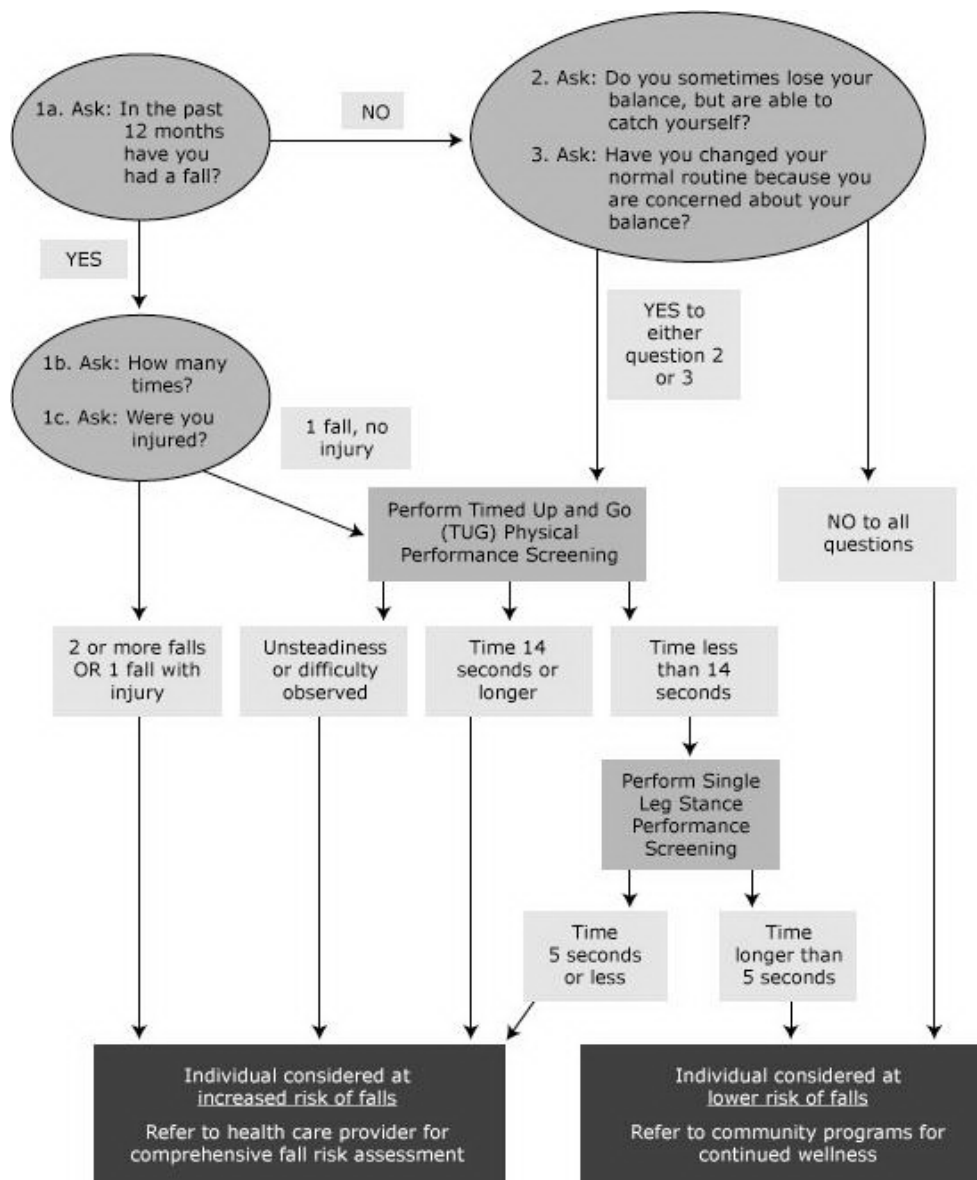 1a. Ask: In the past
12 months
have you
had a fall?
NO
2. Ask: Do you sometimes lose your
balance, but are able to
catch yourself?
3. Ask: Have you changed your
normal routine because you
are concerned about your
balance?
YES
YES to
either
question 2
or 3
1b. Ask: How many
times?
1c. Ask: Were you
injured?
1 fall, no
injury
Perform Timed Up and Go
(TUG) Physical
Performance Screening
NO to all
questions
2 or more falls
OR 1 fall with
injury
Unsteadiness
or difficulty
observed
Time 14
seconds or
longer
Time less
than 14
seconds
Perform Single
Leg Stance
Performance
Screening
Time
5 seconds
or less
Time
longer than
5 seconds
Individual considered at
increased risk of falls
Refer to health care provider for
comprehensive fall risk assessment
Individual considered at
lower risk of falls
Refer to community programs for
continued wellness